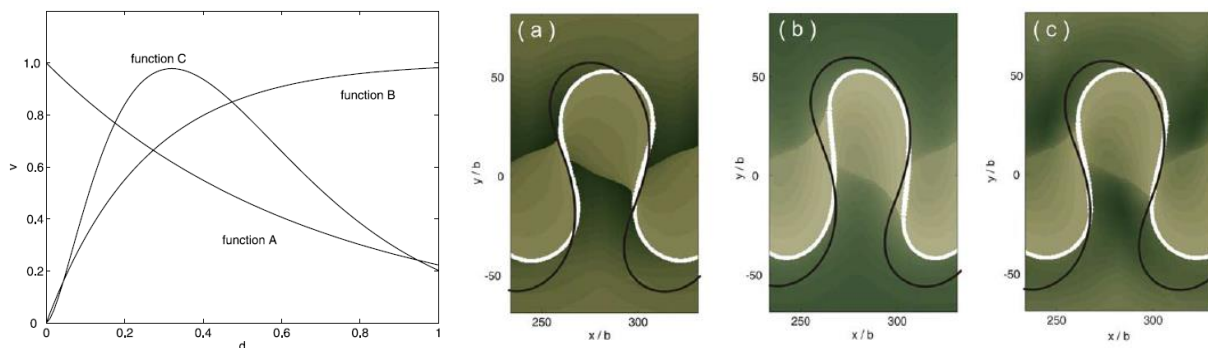 function C
function B
function A
v
1.0
0.8
0.6
0.4
0.2
0
0 0.2 0.4 0.6 0.8 1
d
(a)
y / b
50
0
-50
250 300
x / b
(b)
y / b
50
0
-50
250 300
x / b
(c)
y / b
50
0
-50
250 300
x / b